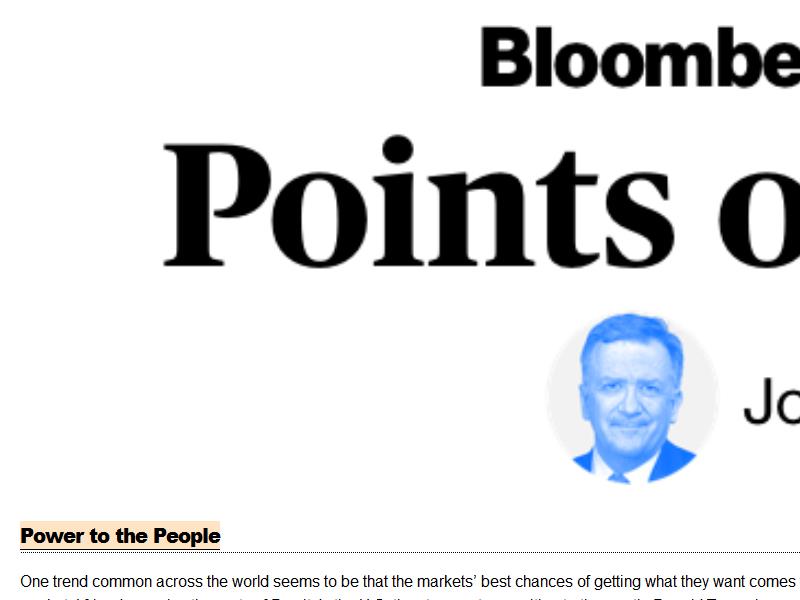 Bloombe
Points o
Jo
Power to the People
One trend common across the world seems to be that the markets’ best chances of getting what they want comes